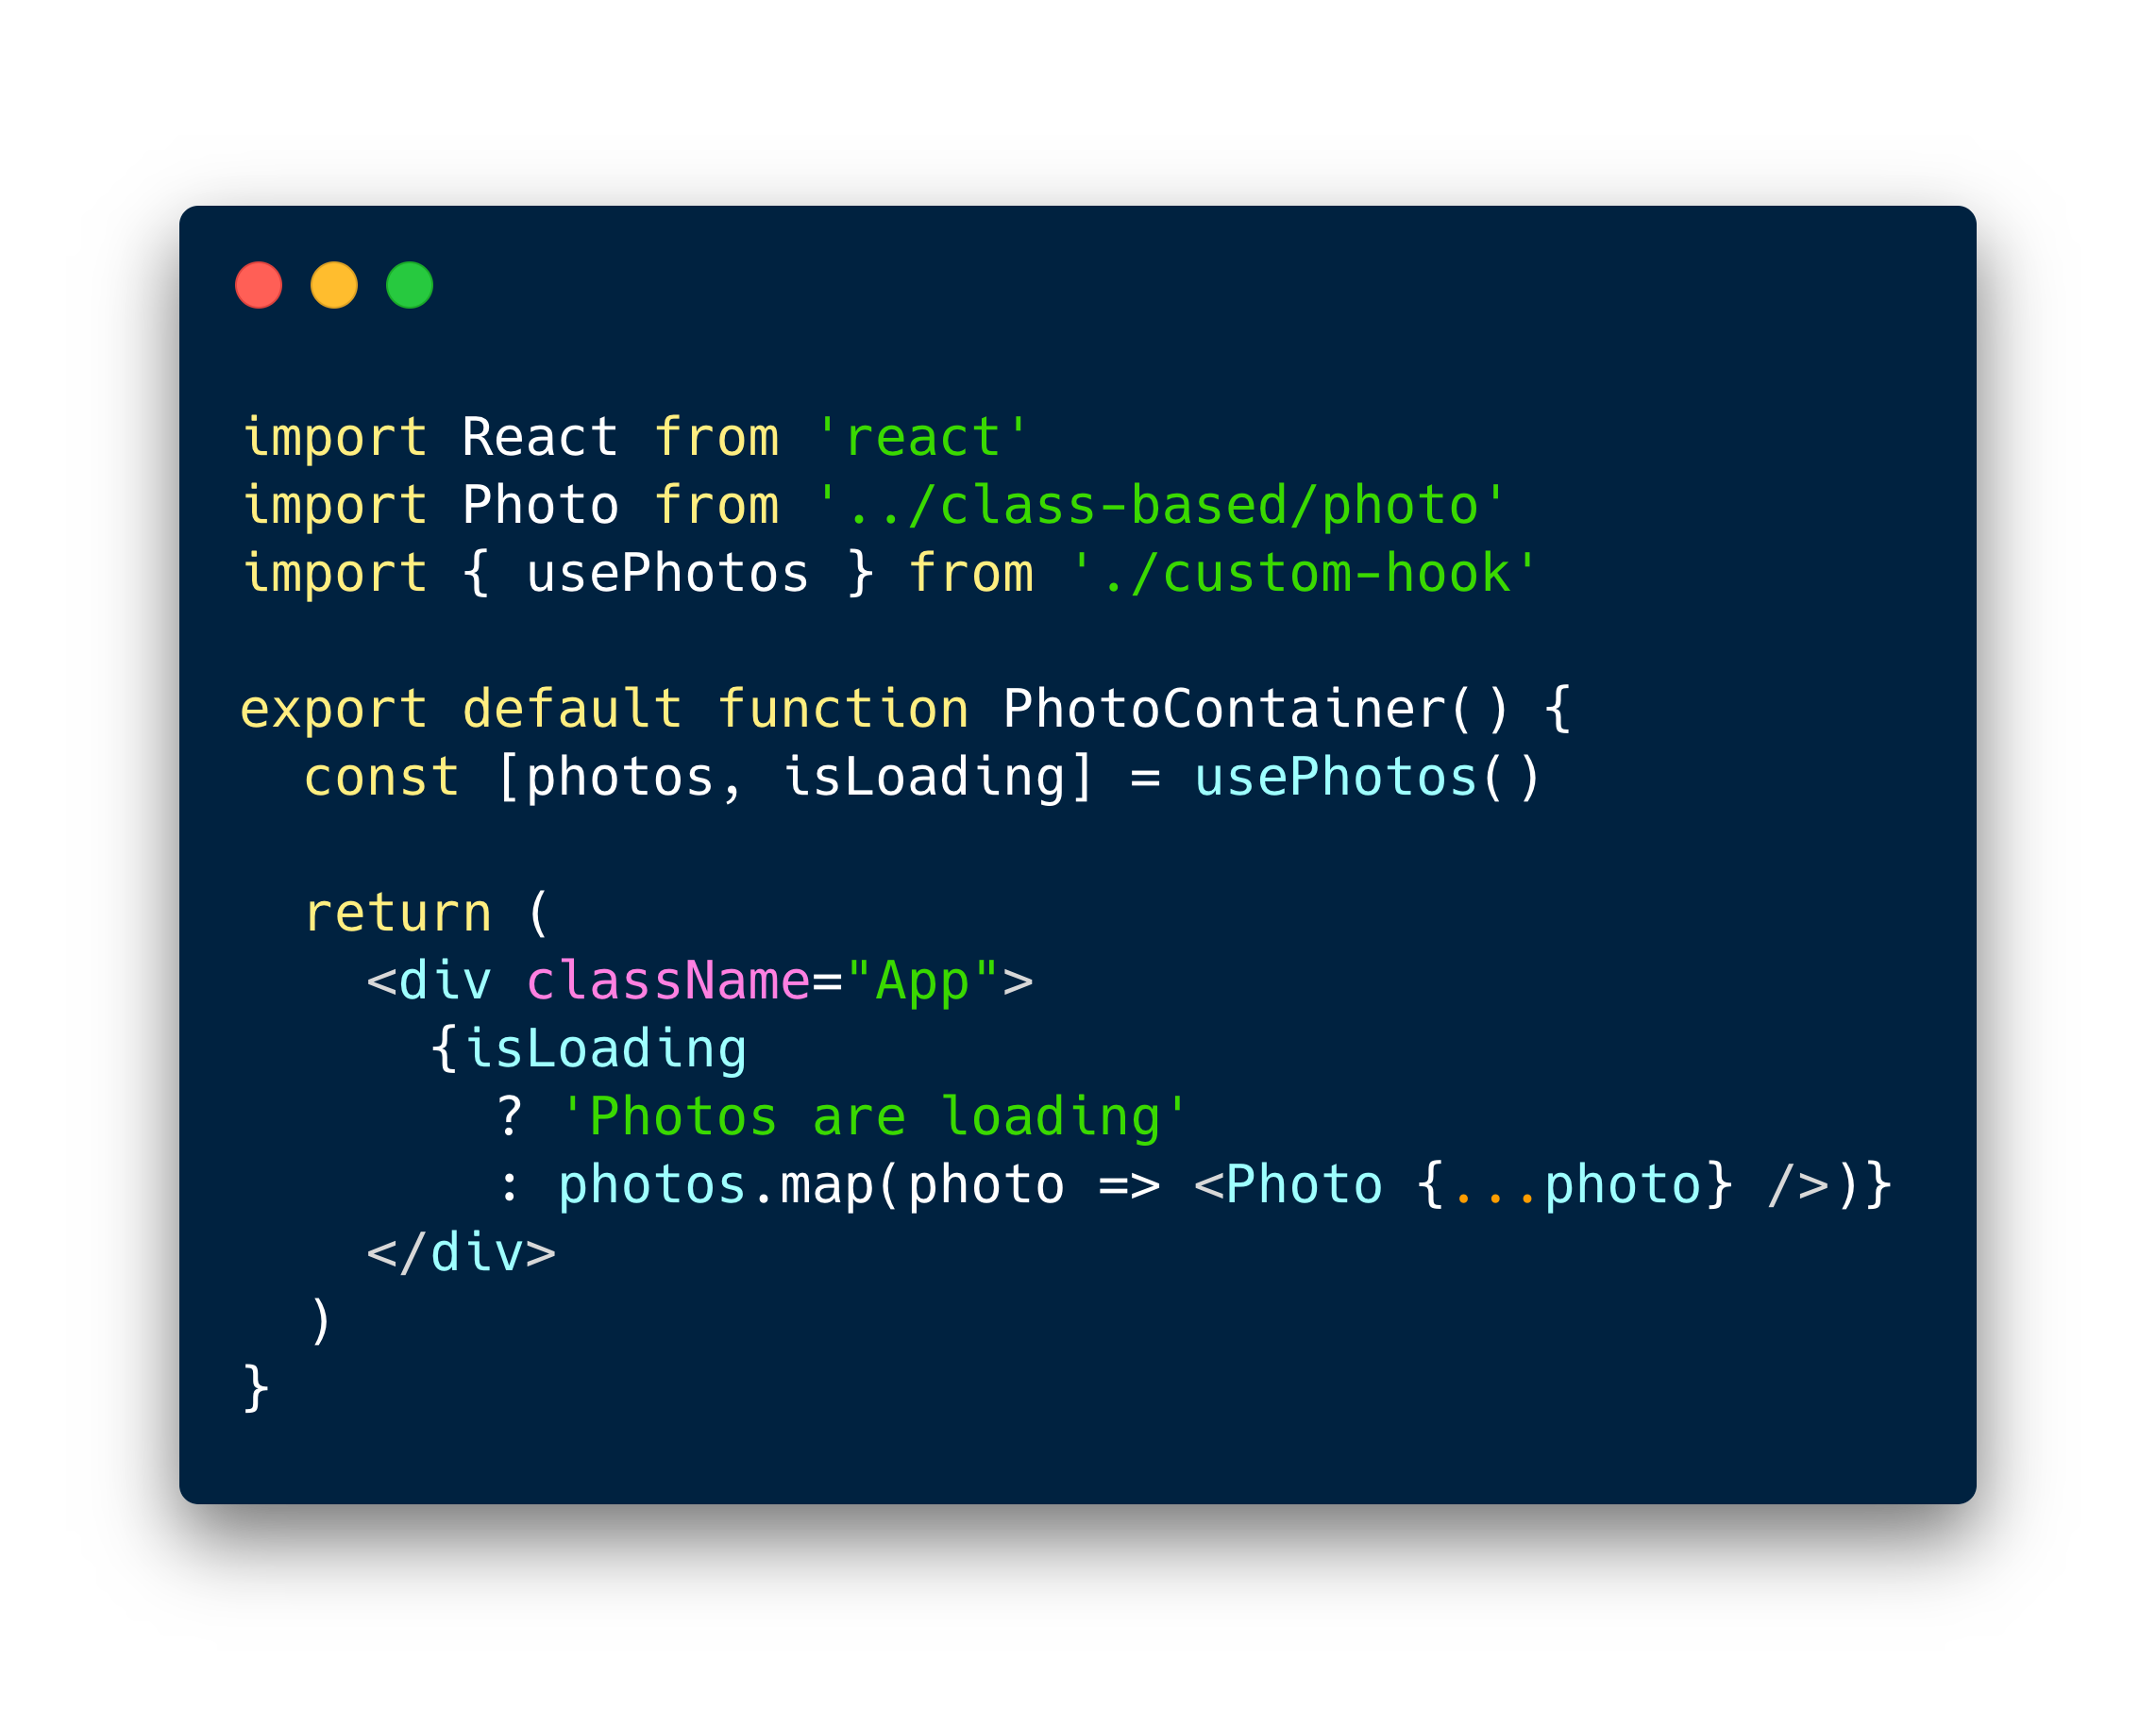 import React from 'react'
import Photo from '../class-based/photo'
import { usePhotos } from './custom-hook'

export default function PhotoContainer() {
  const [photos, isLoading] = usePhotos()

  return (
    <div className="App">
      {isLoading
        ? 'Photos are loading'
        : photos.map(photo => <Photo {...photo} />)}
    </div>
  )
}